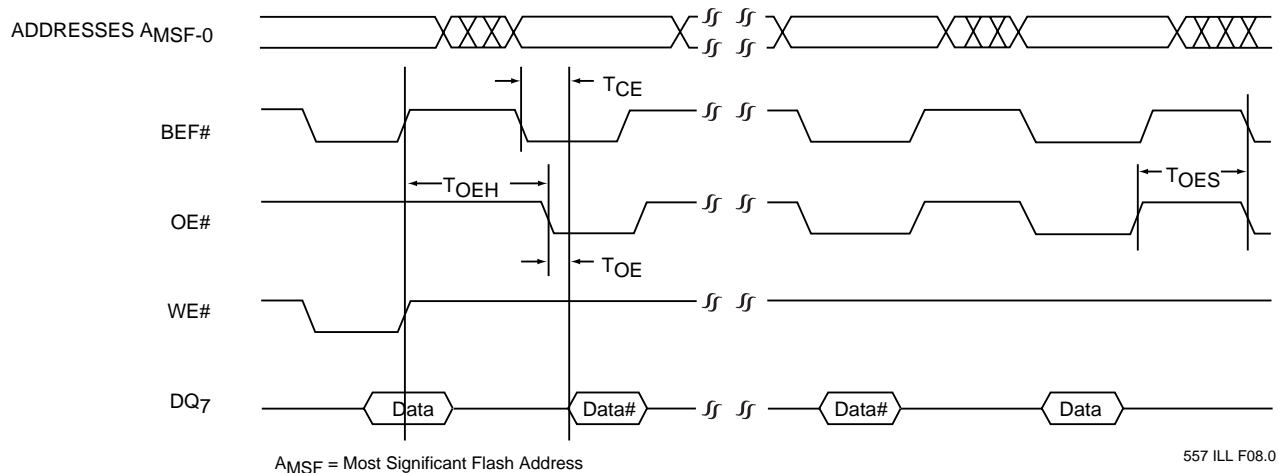 ADDRESSES AMSF-0
TCE
BEF#
TOEH
TOES
OE#
TOE
WE#
DQ7
Data
Data#
Data#
Data
AMSF = Most Significant Flash Address
557 ILL F08.0